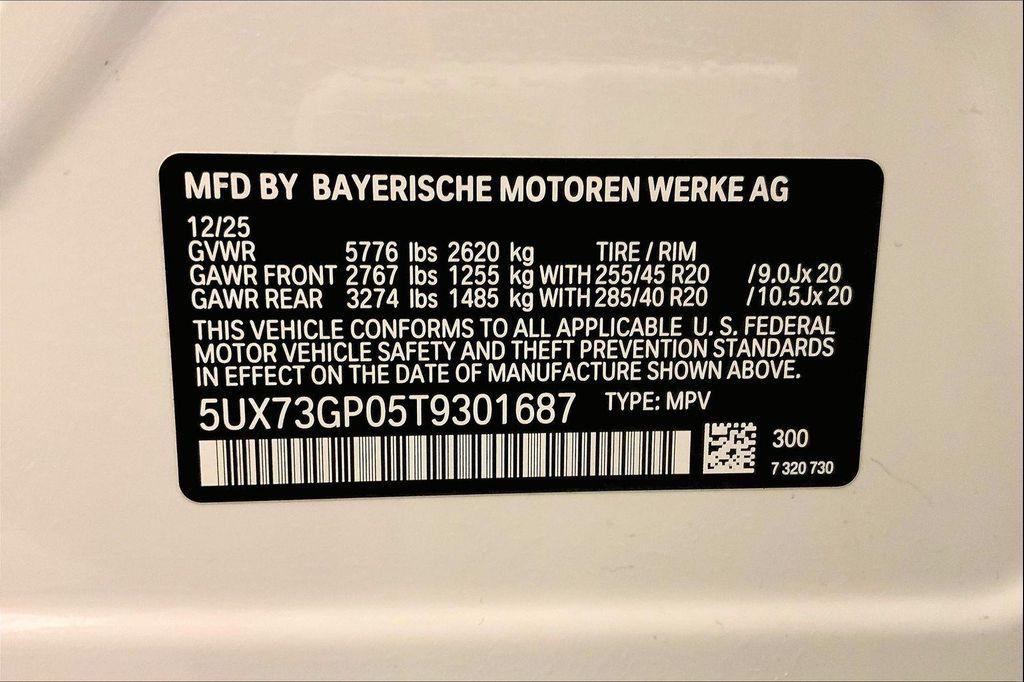 MFD BY BAYERISCHE MOTOREN WERKE AG
12/25
GVWR 5776 lbs 2620 kg TIRE / RIM
GAWR FRONT 2767 lbs 1255 kg WITH 255/45 R20 /9.0Jx 20
GAWR REAR 3274 lbs 1485 kg WITH 285/40 R20 /10.5Jx 20
THIS VEHICLE CONFORMS TO ALL APPLICABLE U. S. FEDERAL
MOTOR VEHICLE SAFETY AND THEFT PREVENTION STANDARDS
IN EFFECT ON THE DATE OF MANUFACTURE SHOWN ABOVE.
5UX73GP05T9301687 TYPE: MPV
300
7 320 730